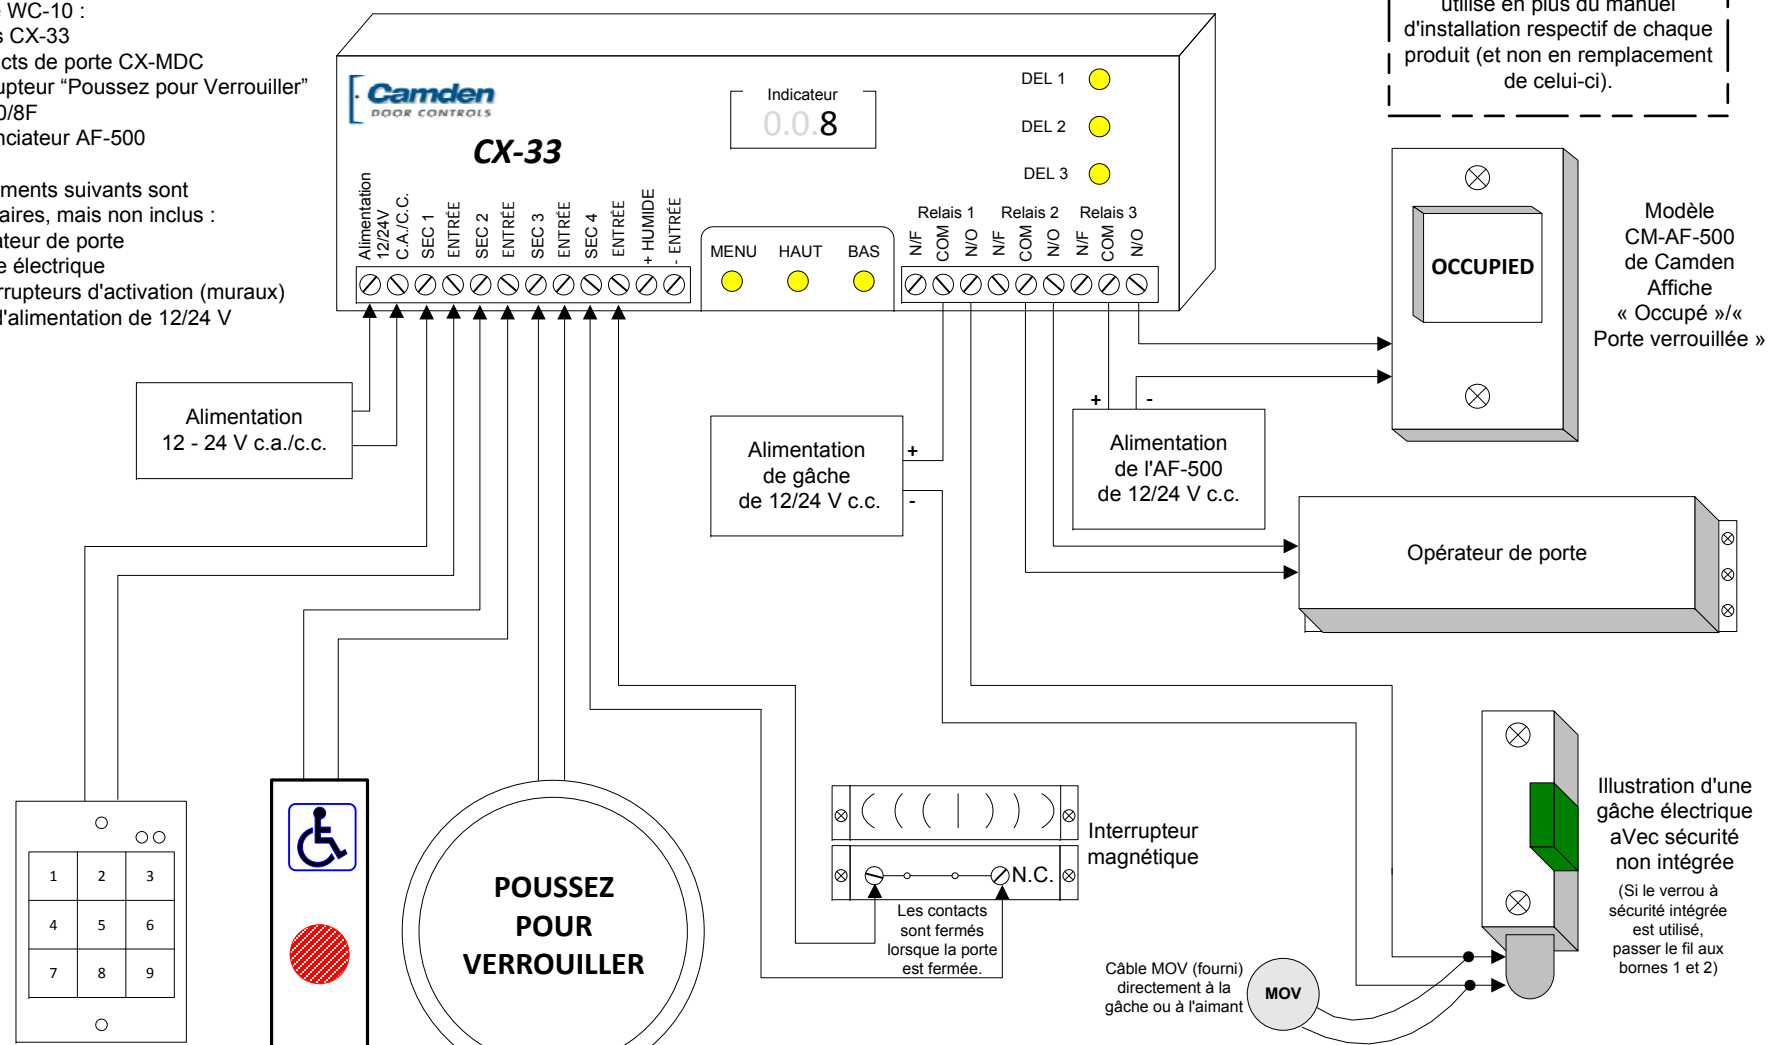 WC-10 :
CX-33
de porte CX-MDC
“Poussez pour Verrouiller”
AF-500
suivants sont
mais non inclus :
de porte
électrique
d'activation (muraux)
d'alimentation de 12/24 V
Camden
DOOR CONTROLS
CX-33
Indicateur
0.0.8
DEL 1
DEL 2
DEL 3
Alimentation
12/24V
C.A./C.C.
SEC 1
ENTRÉE
SEC 2
ENTRÉE
SEC 3
ENTRÉE
SEC 4
ENTRÉE
+ HUMIDE
- ENTRÉE
MENU
HAUT
BAS
Relais 1
Relais 2
Relais 3
N/F
COM
N/O
N/F
COM
N/O
N/F
COM
N/O
utilisé en plus du manuel
d'installation respectif de chaque
produit (et non en remplacement
de celui-ci).
OCCUPIED
Modèle
CM-AF-500
de Camden
Affiche
« Occupé »/«
Porte verrouillée »
Alimentation
12 - 24 V c.a./c.c.
Alimentation
de gâche
de 12/24 V c.c.
+
-
+
-
Alimentation
de l'AF-500
de 12/24 V c.c.
Opérateur de porte
1 2 3
4 5 6
7 8 9
POUSSEZ
POUR
VERROUILLER
Interrupteur
magnétique
N.C.
Les contacts
sont fermés
lorsque la porte
est fermée.
Câble MOV (fourni)
directement à la
gâche ou à l'aimant
MOV
Illustration d'une
gâche électrique
aVec sécurité
non intégrée
(Si le verrou à
sécurité intégrée
est utilisé,
passer le fil aux
bornes 1 et 2)